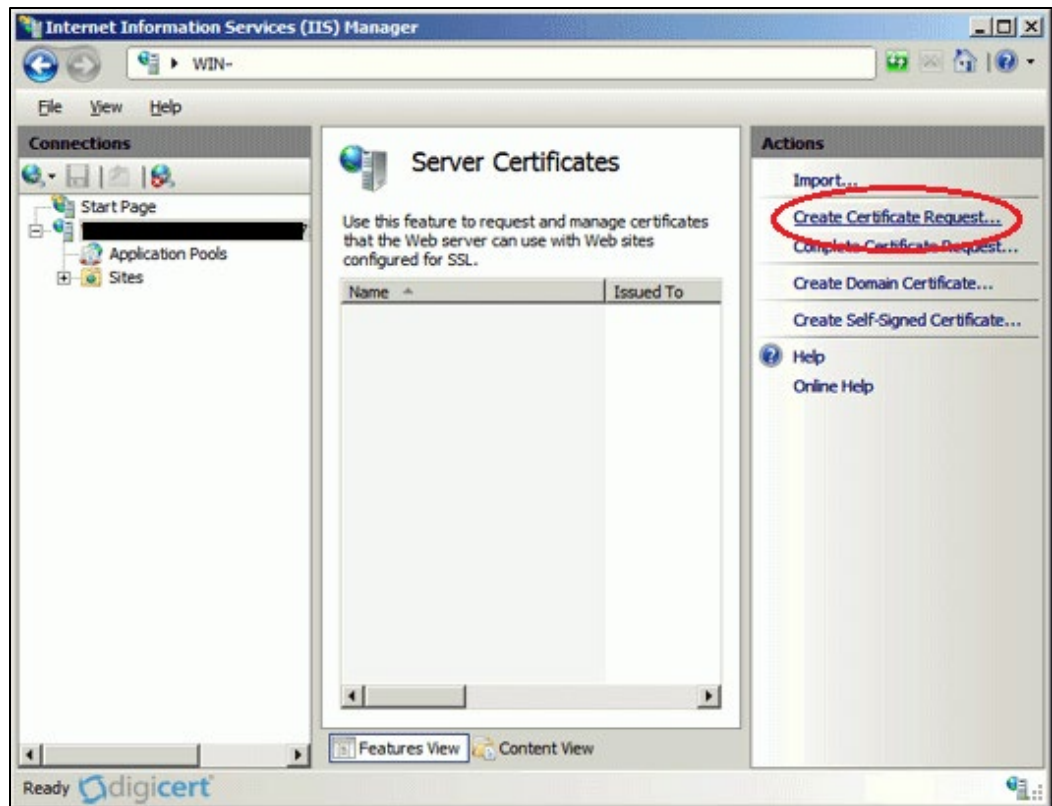 Internet Information Services (IIS) Manager
WIN-
File View Help
Connections
Start Page
Application Pools
Sites
Server Certificates
Use this feature to request and manage certificates
that the Web server can use with Web sites
configured for SSL.
Name Issued To
Features View Content View
Actions
Import...
Create Certificate Request...
Complete Certificate Request...
Create Domain Certificate...
Create Self-Signed Certificate...
Help
Online Help
Ready digicert